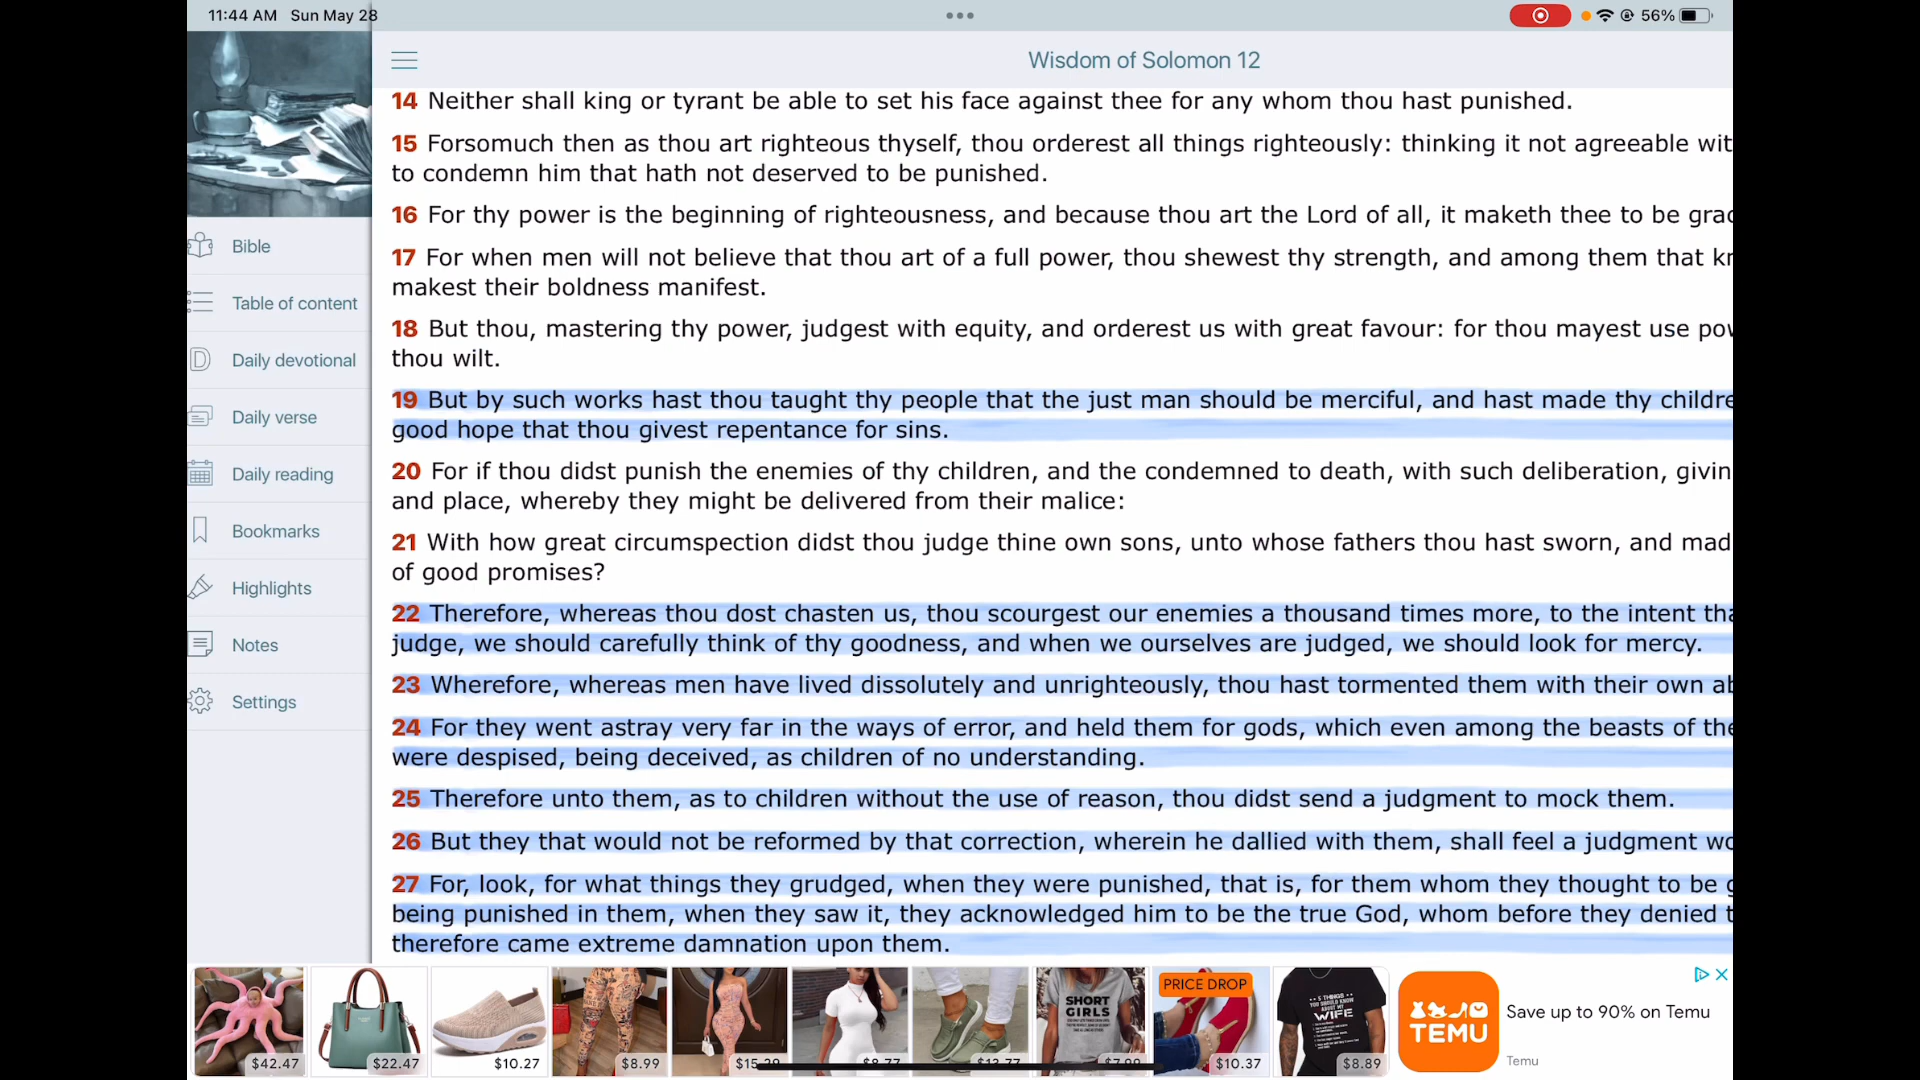 11:44 AM Sun May 28
56%
Wisdom of Solomon 12
Bible
Table of content
Daily devotional
Daily verse
Daily reading
Bookmarks
Highlights
Notes
Settings
14 Neither shall king or tyrant be able to set his face against thee for any whom thou hast punished.
15 Forsomuch then as thou art righteous thyself, thou orderest all things righteously: thinking it not agreeable wit
to condemn him that hath not deserved to be punished.
16 For thy power is the beginning of righteousness, and because thou art the Lord of all, it maketh thee to be grac
17 For when men will not believe that thou art of a full power, thou shewest thy strength, and among them that kn
makest their boldness manifest.
18 But thou, mastering thy power, judgest with equity, and orderest us with great favour: for thou mayest use pow
thou wilt.
19 But by such works hast thou taught thy people that the just man should be merciful, and hast made thy childre
good hope that thou givest repentance for sins.
20 For if thou didst punish the enemies of thy children, and the condemned to death, with such deliberation, givin
and place, whereby they might be delivered from their malice:
21 With how great circumspection didst thou judge thine own sons, unto whose fathers thou hast sworn, and mad
of good promises?
22 Therefore, whereas thou dost chasten us, thou scourgest our enemies a thousand times more, to the intent tha
judge, we should carefully think of thy goodness, and when we ourselves are judged, we should look for mercy.
23 Wherefore, whereas men have lived dissolutely and unrighteously, thou hast tormented them with their own ab
24 For they went astray very far in the ways of error, and held them for gods, which even among the beasts of the
were despised, being deceived, as children of no understanding.
25 Therefore unto them, as to children without the use of reason, thou didst send a judgment to mock them.
26 But they that would not be reformed by that correction, wherein he dallied with them, shall feel a judgment wo
27 For, look, for what things they grudged, when they were punished, that is, for them whom they thought to be g
being punished in them, when they saw it, they acknowledged him to be the true God, whom before they denied t
therefore came extreme damnation upon them.
$42.47
$22.47
$10.27
$8.99
SHORT
GIRLS
PRICE DROP
$10.37
5 THINGS
YOU SHOULD KNOW
ABOUT MY
WIFE
$8.89
TEMU
Save up to 90% on Temu
Temu